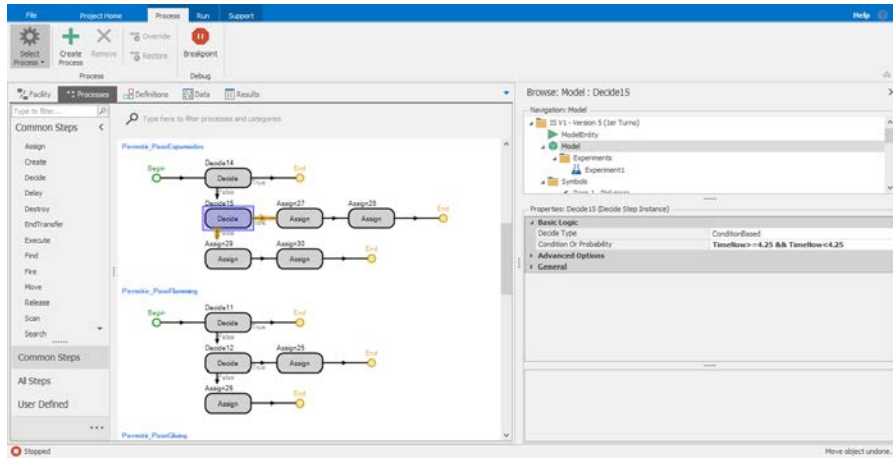 File Project Home Process Run Support Help
Select Process Create Process Remove Override Restore Breakpoint
Process Debug
Facility Processes Definitions Data Results
Type to filter...
Common Steps
Assign
Create
Decide
Delay
Destroy
EndTransfer
Execute
Find
Fire
Move
Release
Scan
Search
Common Steps
All Steps
User Defined
Type here to filter processes and categories
Permite_PaseEspumados
Begin Decide14 End
Decide True
False
Decide15 Assign27 Assign28 End
Decide True Assign Assign
False
Assign29 Assign30 End
Assign Assign
Permite_PaseFlamming
Begin Decide11 End
Decide True
False
Decide12 Assign25 End
Decide True Assign
False
Assign26 End
Assign
Permite_PaseGluing
Browse: Model : Decide15
Navigation: Model
IS V1 - Version 5 (1er Turno)
ModelEntity
Model
Experiments
Experiment1
Symbols
Properties: Decide15 (Decide Step Instance)
Basic Logic
Decide Type ConditionBased
Condition Or Probability TimeNow>=4.25 && TimeNow<4.25
Advanced Options
General
Stopped Move object undone.